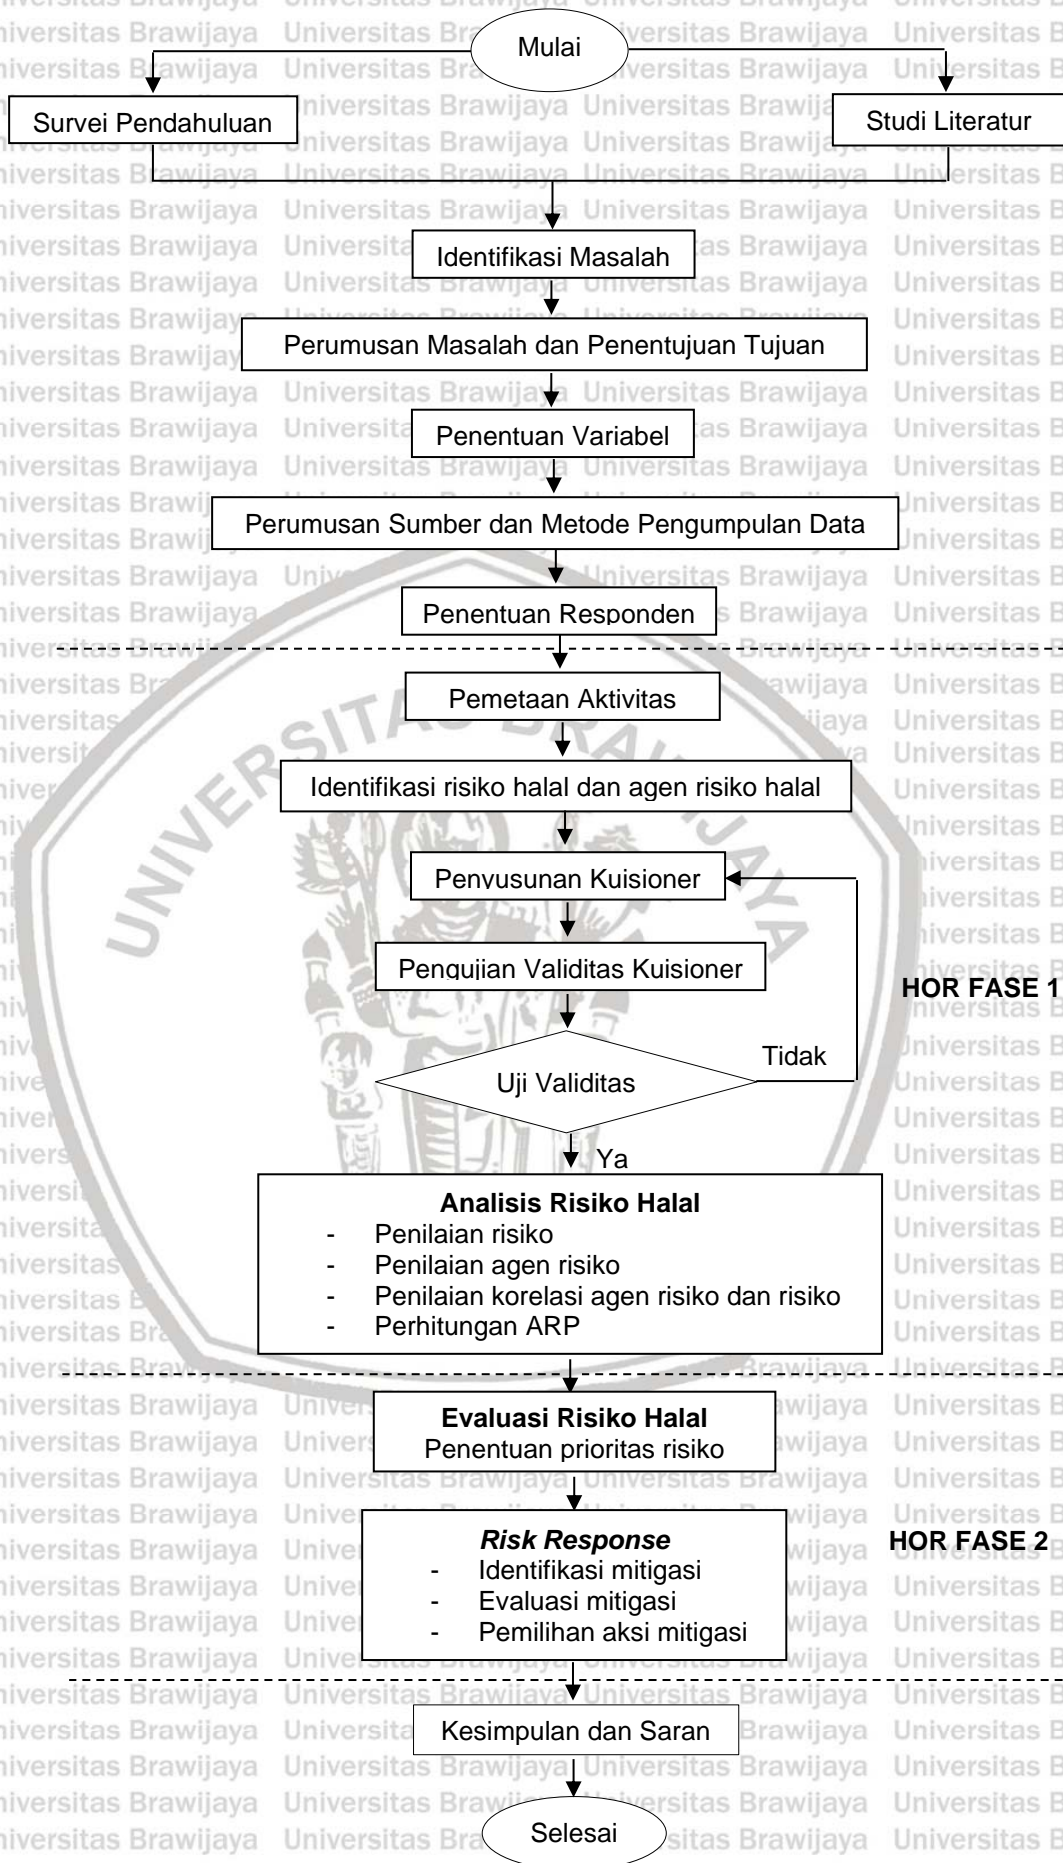 Mulai
Survei Pendahuluan
Studi Literatur
Identifikasi Masalah
Perumusan Masalah dan Penentujuan Tujuan
Penentuan Variabel
Perumusan Sumber dan Metode Pengumpulan Data
Penentuan Responden
Pemetaan Aktivitas
Identifikasi risiko halal dan agen risiko halal
Penyusunan Kuisioner
Pengujian Validitas Kuisioner
HOR FASE 1
Tidak
Uji Validitas
Ya
Analisis Risiko Halal
- Penilaian risiko
- Penilaian agen risiko
- Penilaian korelasi agen risiko dan risiko
- Perhitungan ARP
Evaluasi Risiko Halal
Penentuan prioritas risiko
Risk Response
HOR FASE 2
- Identifikasi mitigasi
- Evaluasi mitigasi
- Pemilihan aksi mitigasi
Kesimpulan dan Saran
Selesai
UNIVERSITAS BRAWIJAYA